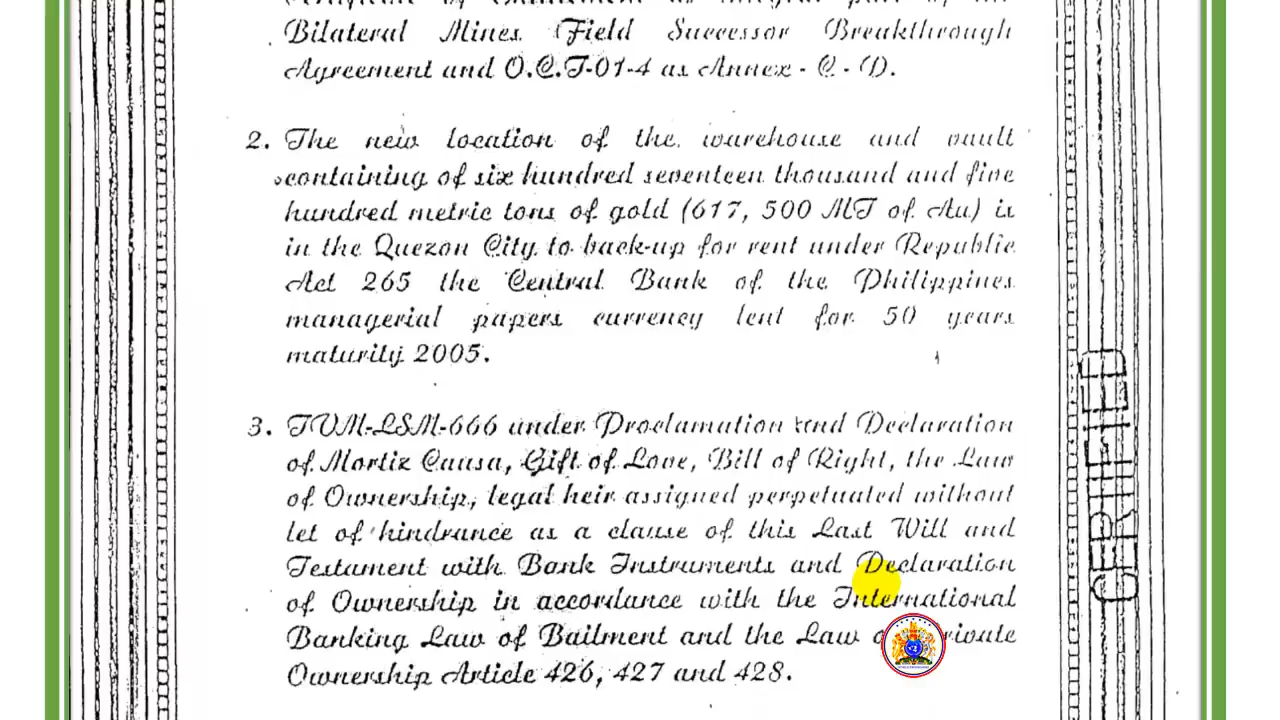 Bilateral Mines (Field Successor Breakthrough
Agreement and O.C.T-01-4 as Annex - C - (1).
2. The new location of the warehouse and vault
containing of six hundred seventeen thousand and five
hundred metric tons of gold (617, 500 MT of Au) is
in the Quezon City to back-up for rent under Republic
Act 265 the Central Bank of the Philippines
managerial papers currency lent for 50 years
maturity 2005.
3. TVM-LSM-666 under Proclamation and Declaration
of Mortiz Causa, Gift of Love, Bill of Right, the Law
of Ownership, legal heir assigned perpetuated without
let of hindrance as a clause of this Last Will and
Testament with Bank Instruments and Declaration
of Ownership in accordance with the International
Banking Law of Bailment and the Law
Ownership Article 426, 427 and 428.
CERTIFIED